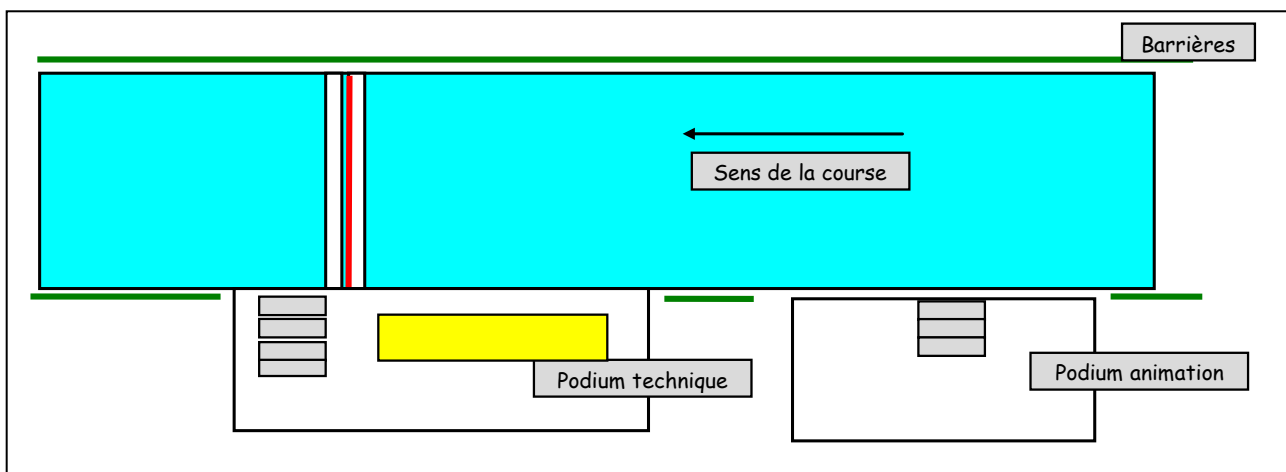 Barrières
Sens de la course
Podium technique
Podium animation